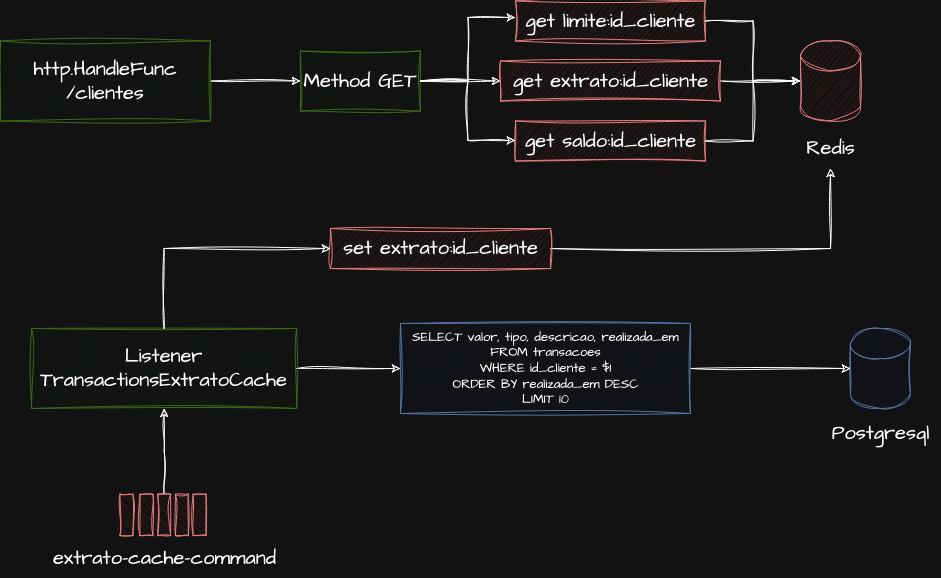 http.HandleFunc
/clientes
Method GET
get limite:id_cliente
get extrato:id_cliente
get saldo:id_cliente
Redis
set extrato:id_cliente
Listener
TransactionsExtratoCache
SELECT valor, tipo, descricao, realizada_em
FROM transacoes
WHERE id_cliente = $1
ORDER BY realizada_em DESC
LIMIT 10
Postgresql
extrato-cache-command